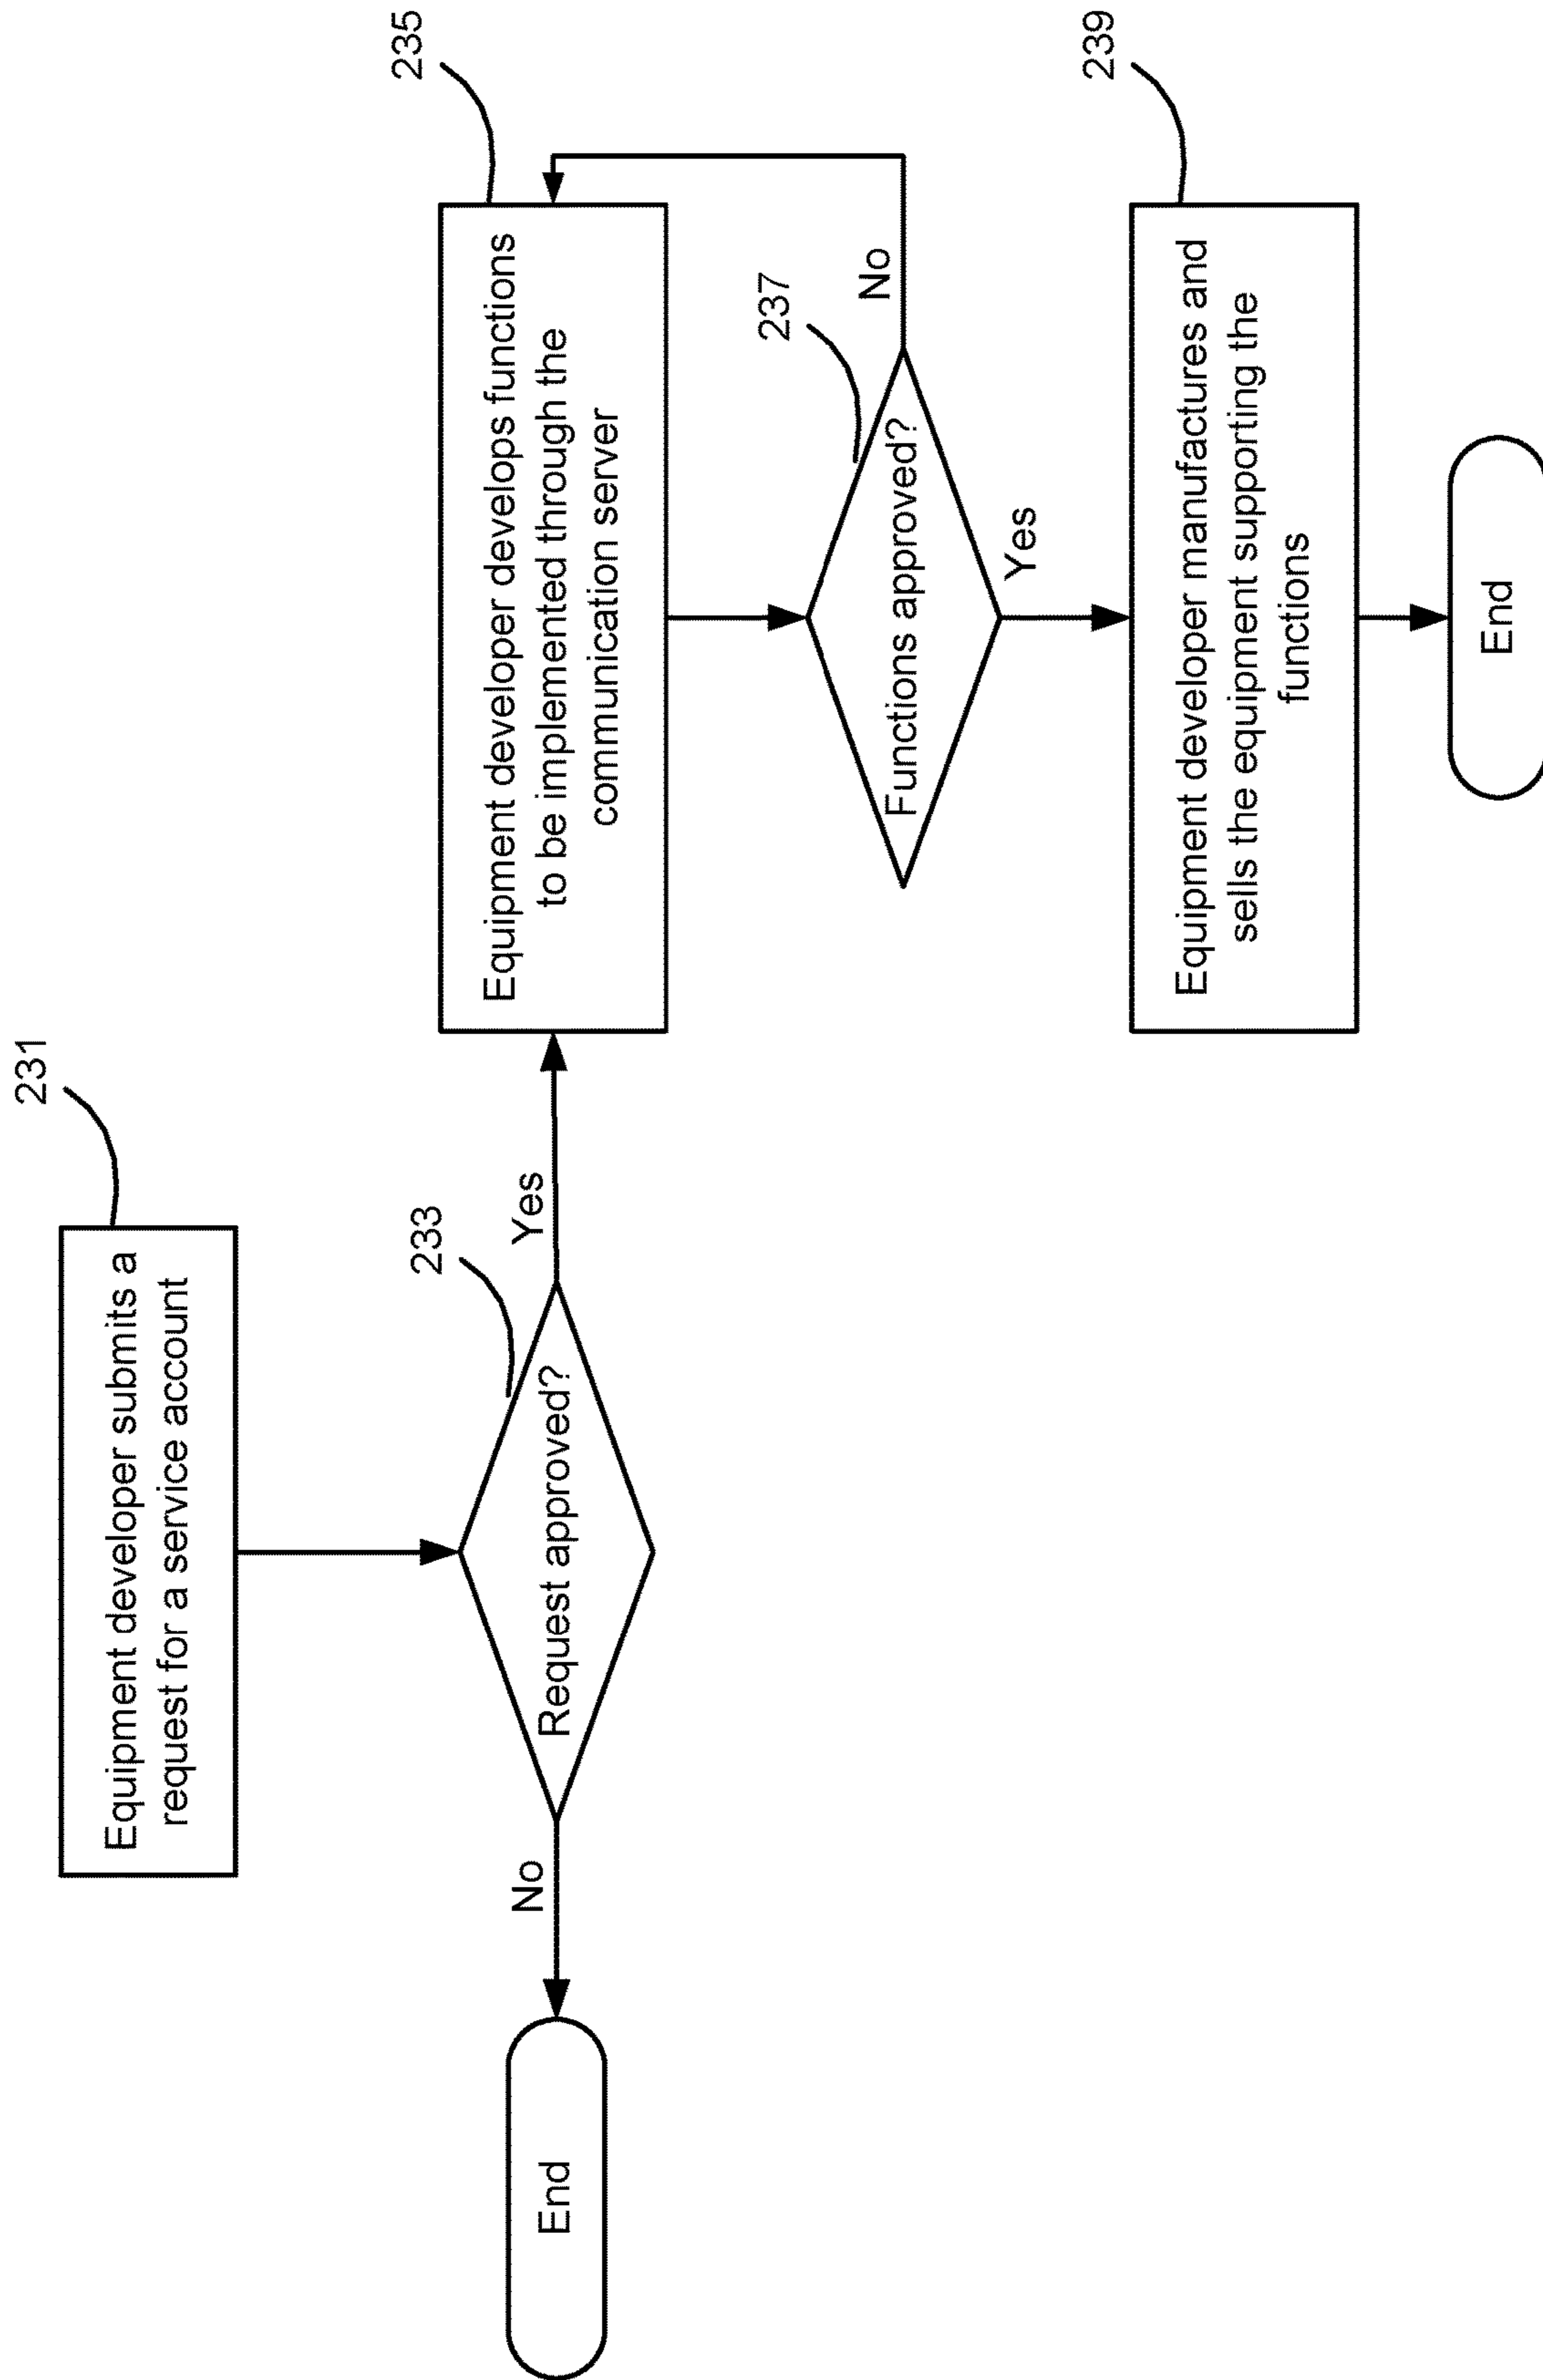 231
Equipment developer submits a
request for a service account
233
Request approved?
No
End
Yes
235
Equipment developer develops functions
to be implemented through the
communication server
237
Functions approved?
No
Yes
239
Equipment developer manufactures and
sells the equipment supporting the
functions
End